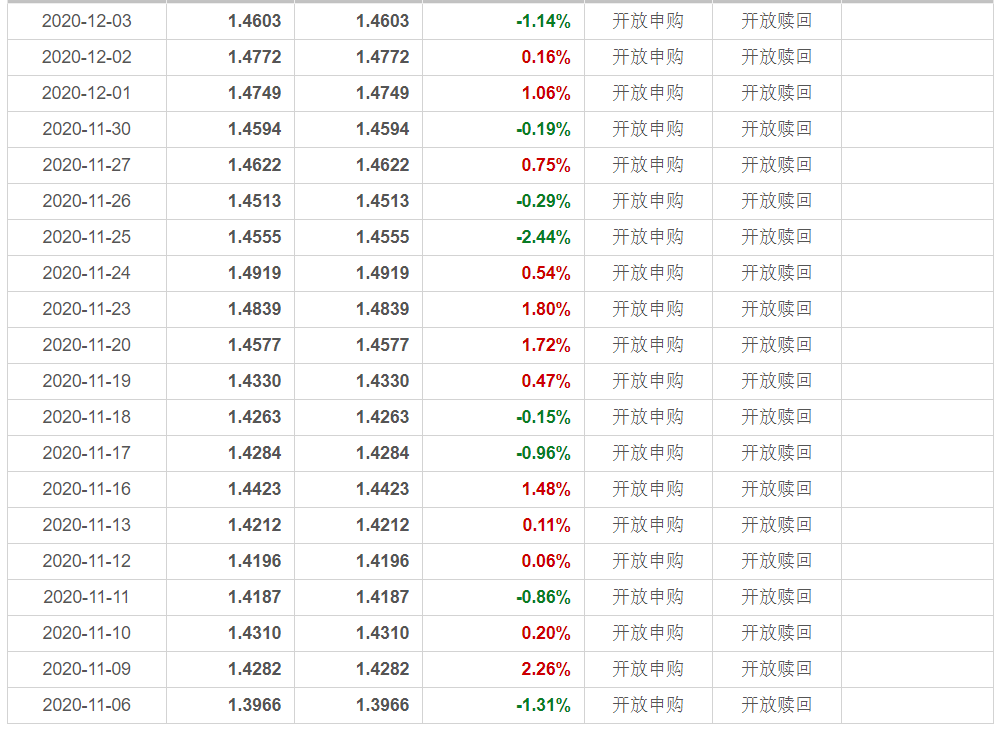 2020-12-03 1.4603 1.4603 -1.14% 开放申购 开放赎回
2020-12-02 1.4772 1.4772 0.16% 开放申购 开放赎回
2020-12-01 1.4749 1.4749 1.06% 开放申购 开放赎回
2020-11-30 1.4594 1.4594 -0.19% 开放申购 开放赎回
2020-11-27 1.4622 1.4622 0.75% 开放申购 开放赎回
2020-11-26 1.4513 1.4513 -0.29% 开放申购 开放赎回
2020-11-25 1.4555 1.4555 -2.44% 开放申购 开放赎回
2020-11-24 1.4919 1.4919 0.54% 开放申购 开放赎回
2020-11-23 1.4839 1.4839 1.80% 开放申购 开放赎回
2020-11-20 1.4577 1.4577 1.72% 开放申购 开放赎回
2020-11-19 1.4330 1.4330 0.47% 开放申购 开放赎回
2020-11-18 1.4263 1.4263 -0.15% 开放申购 开放赎回
2020-11-17 1.4284 1.4284 -0.96% 开放申购 开放赎回
2020-11-16 1.4423 1.4423 1.48% 开放申购 开放赎回
2020-11-13 1.4212 1.4212 0.11% 开放申购 开放赎回
2020-11-12 1.4196 1.4196 0.06% 开放申购 开放赎回
2020-11-11 1.4187 1.4187 -0.86% 开放申购 开放赎回
2020-11-10 1.4310 1.4310 0.20% 开放申购 开放赎回
2020-11-09 1.4282 1.4282 2.26% 开放申购 开放赎回
2020-11-06 1.3966 1.3966 -1.31% 开放申购 开放赎回